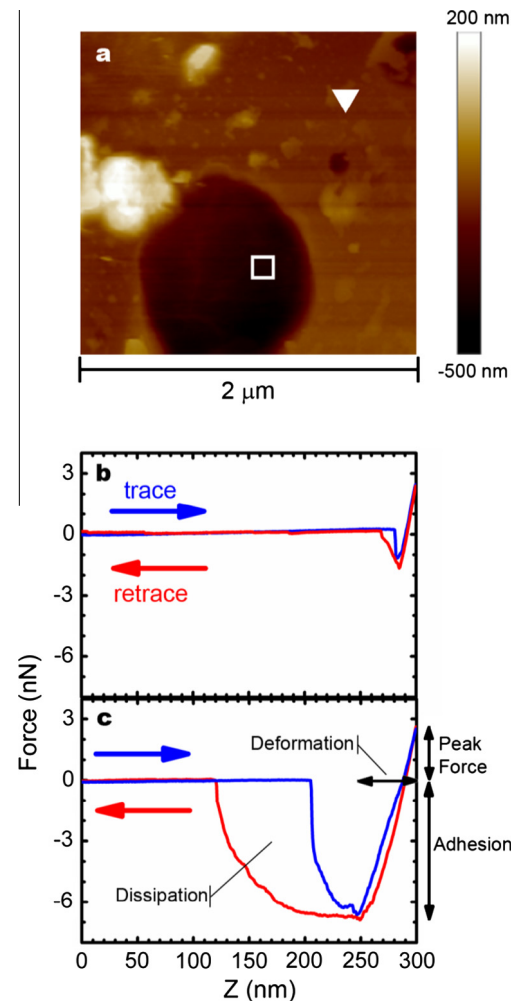 200 nm
a
-500 nm
2 μm
b
3
trace
0
retrace
-3
-6
c
3
Deformation
Peak
Force
0
Adhesion
-3
Dissipation
-6
0 50 100 150 200 250 300
Z (nm)
Force (nN)